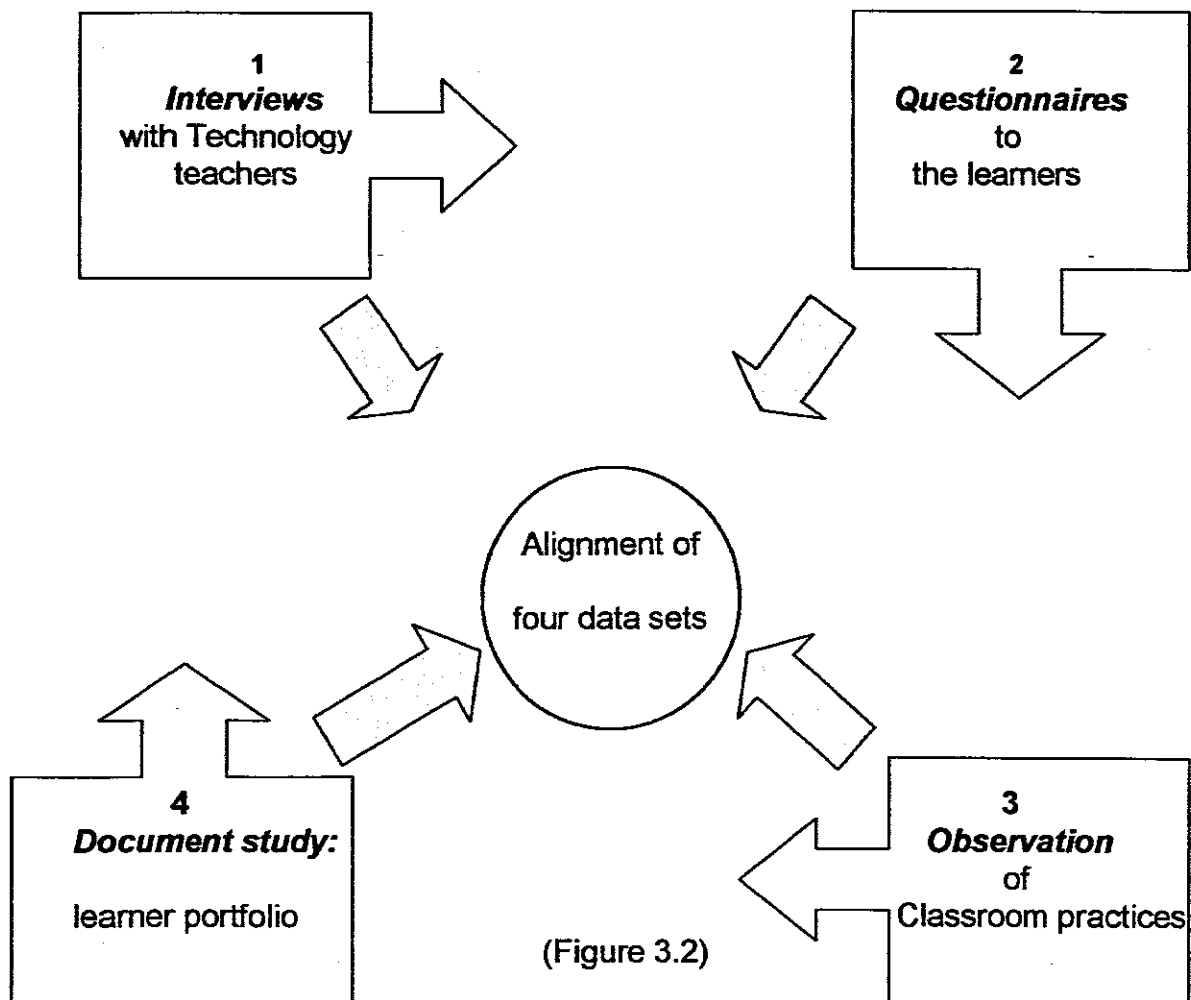 1
Interviews
with Technology
teachers
2
Questionnaires
to
the learners
Alignment of
four data sets
4
Document study:
learner portfolio
3
Observation
of
Classroom practices
(Figure 3.2)